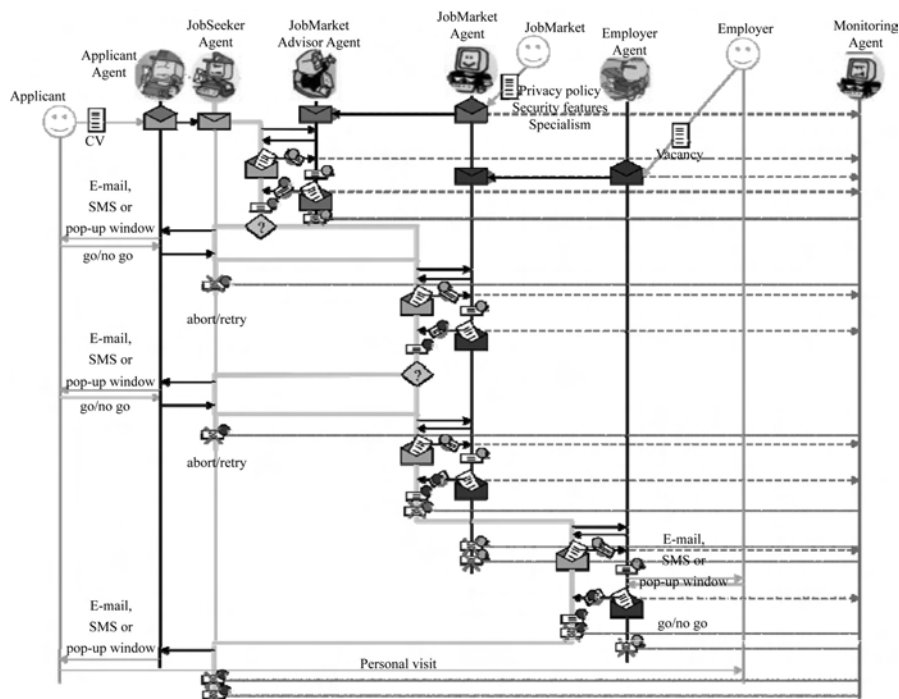 JobSeeker
Agent
JobMarket
Advisor Agent
JobMarket
Agent
JobMarket
Employer
Agent
Employer
Monitoring
Agent
Applicant
Agent
Applicant
CV
Privacy policy
Security features
Specialism
Vacancy
E-mail,
SMS or
pop-up window
?
go/no go
abort/retry
E-mail,
SMS or
pop-up window
?
go/no go
abort/retry
E-mail,
SMS or
pop-up window
go/no go
E-mail,
SMS or
pop-up window
Personal visit